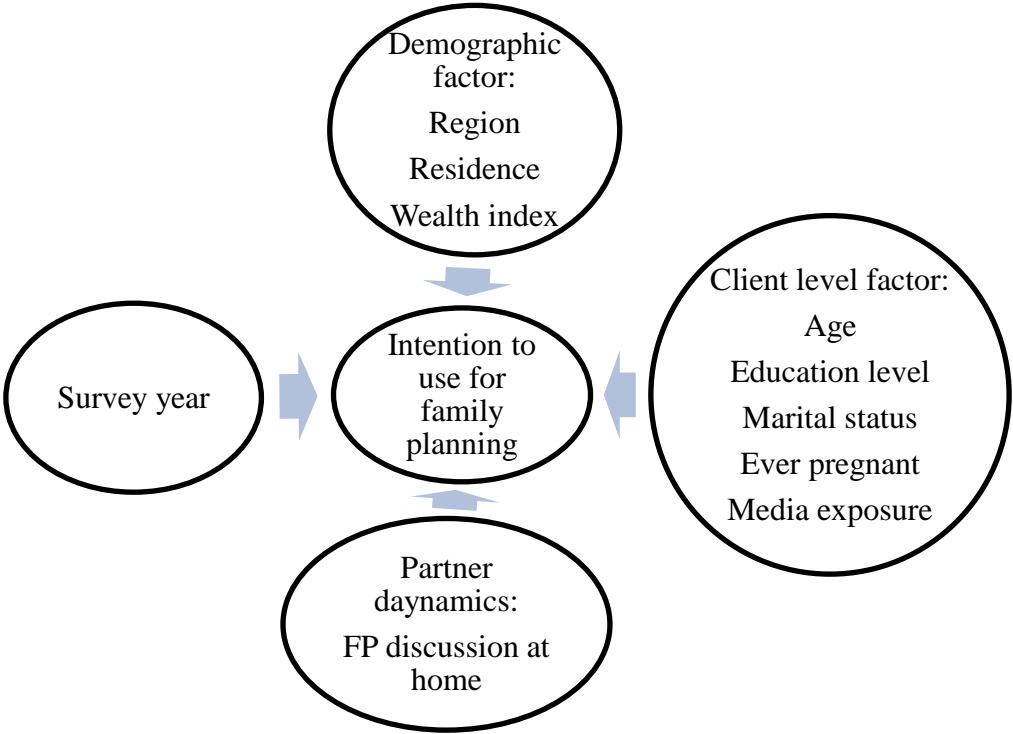 Demographic
factor:
Region
Residence
Wealth index
Survey year
Intention to
use for
family
planning
Client level factor:
Age
Education level
Marital status
Ever pregnant
Media exposure
Partner
daynamics:
FP discussion at
home